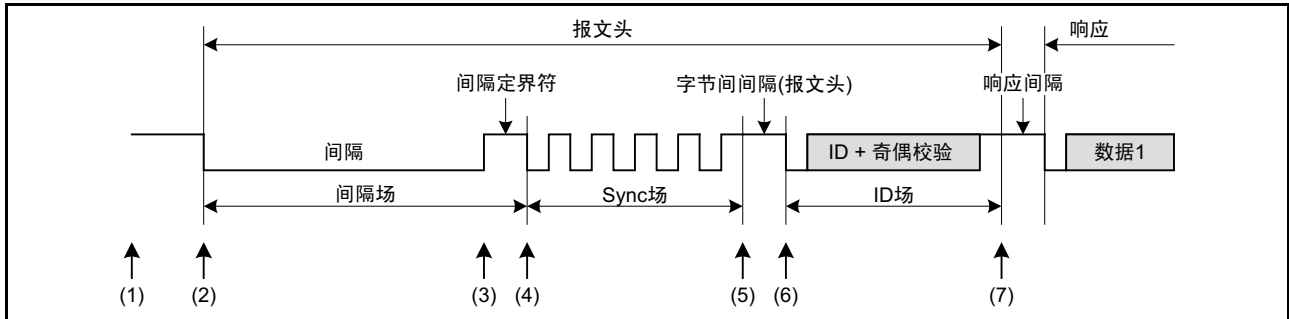 报文头
响应
间隔定界符
字节间间隔(报文头)
响应间隔
间隔
ID + 奇偶校验
数据1
间隔场
Sync场
ID场
(1)
(2)
(3)
(4)
(5)
(6)
(7)